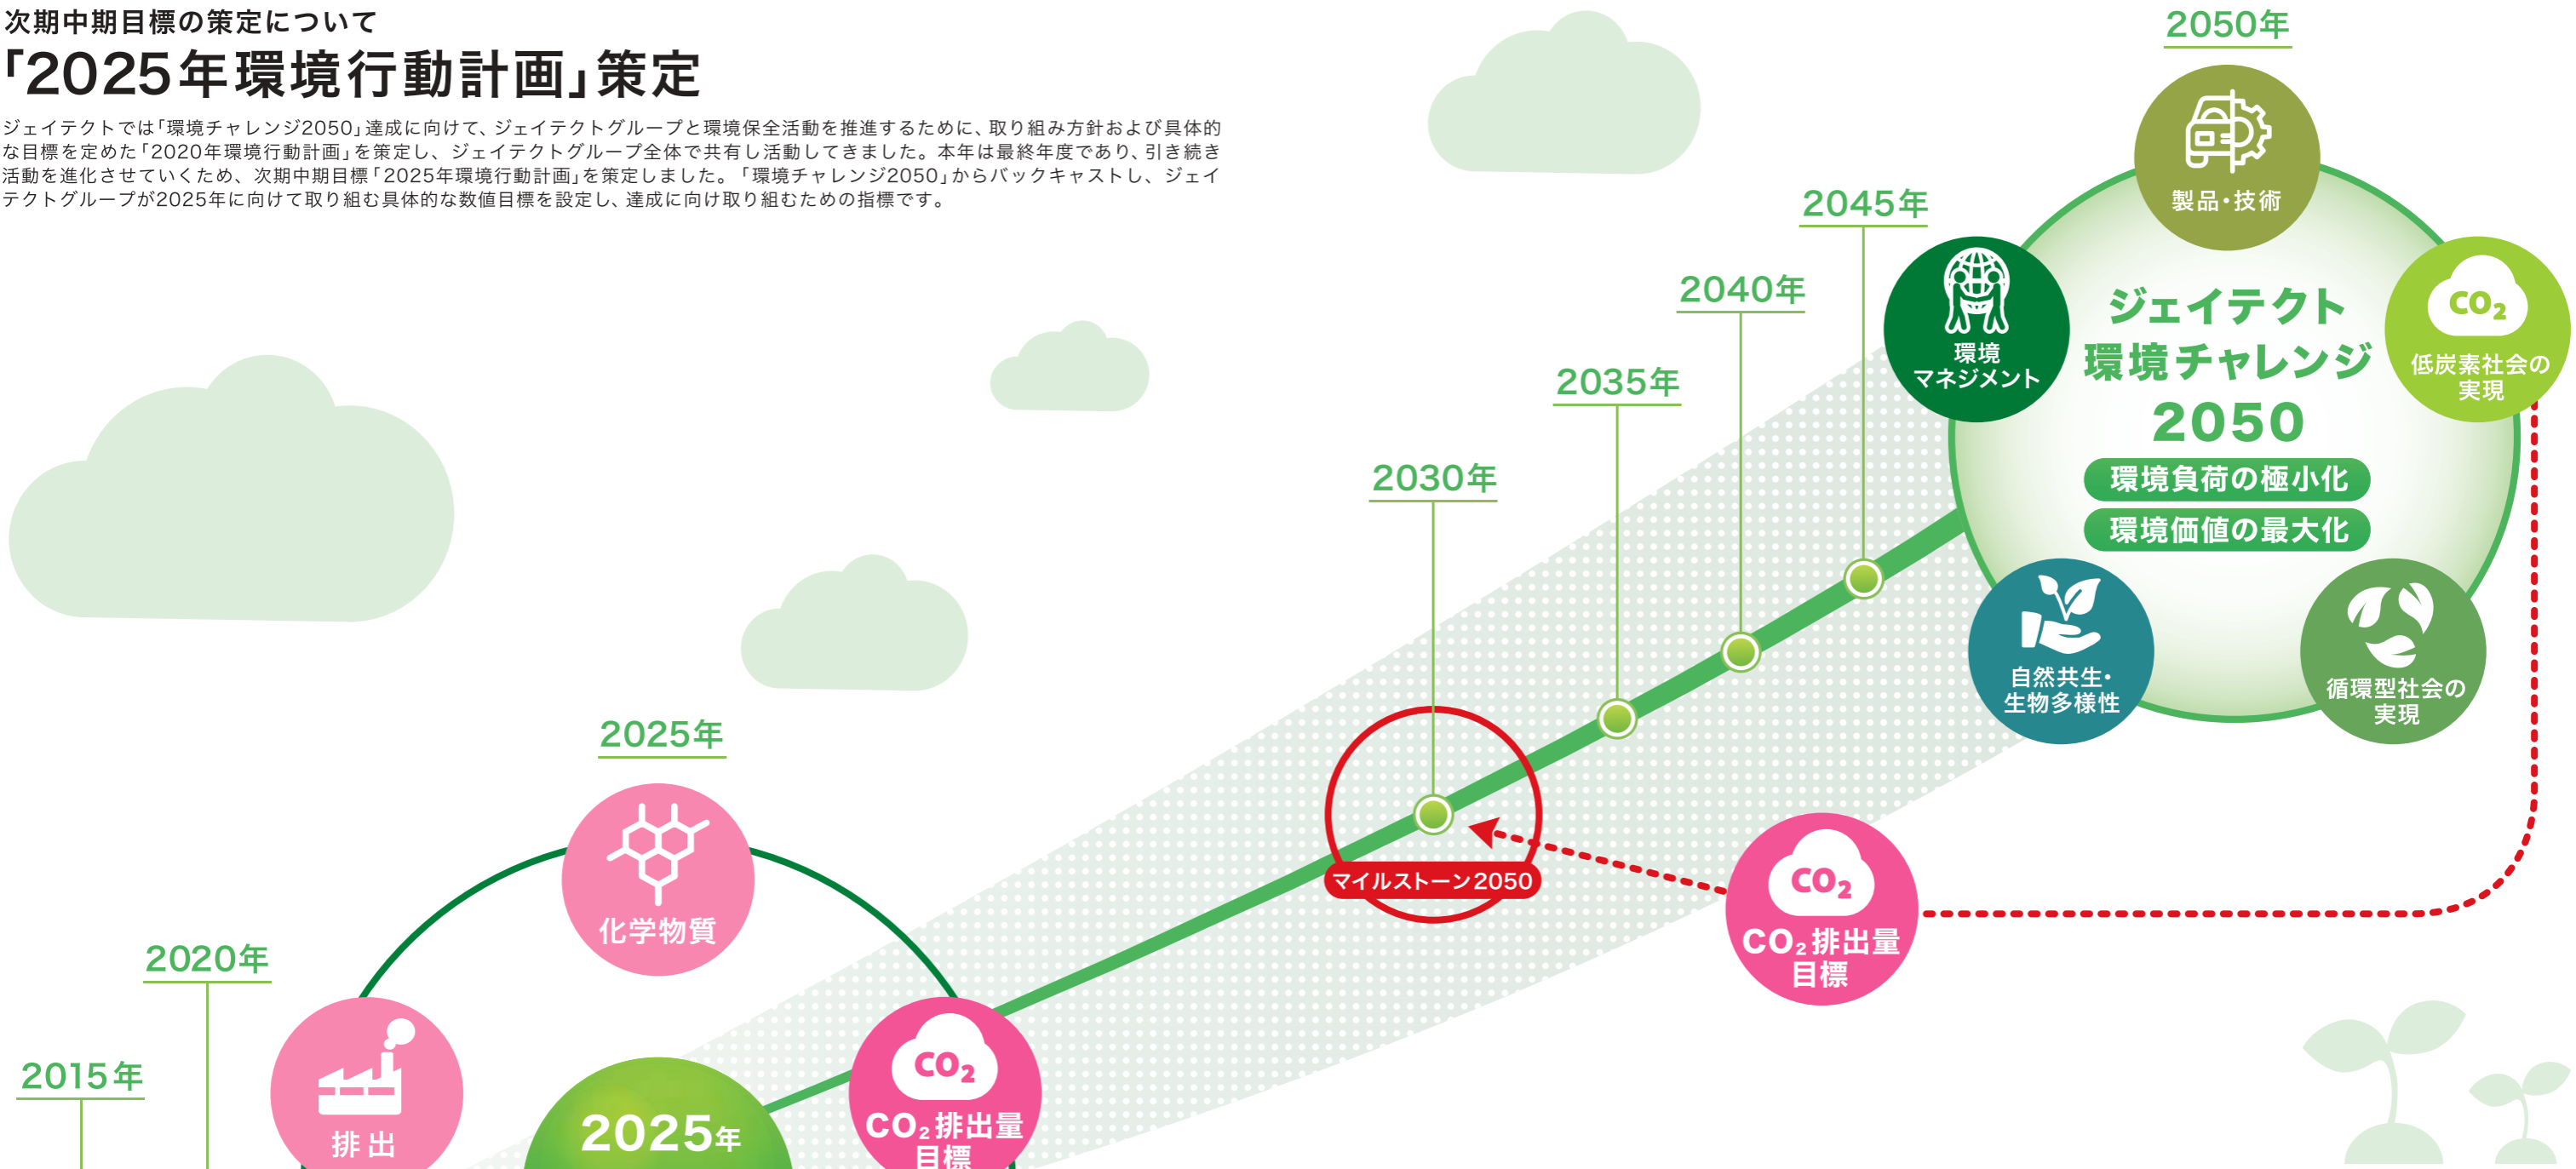 次期中期目標の策定について
「2025年環境行動計画」策定
ジェイテクトでは「環境チャレンジ2050」達成に向けて、ジェイテクトグループと環境保全活動を推進するために、取り組み方針および具体的
な目標を定めた「2020年環境行動計画」を策定し、ジェイテクトグループ全体で共有し活動してきました。本年は最終年度であり、引き続き
活動を進化させていくため、次期中期目標「2025年環境行動計画」を策定しました。「環境チャレンジ2050」からバックキャストし、ジェイ
テクトグループが2025年に向けて取り組む具体的な数値目標を設定し、達成に向け取り組むための指標です。
2050年
製品・技術
2045年
2040年
2035年
2030年
環境
マネジメント
ジェイテクト
環境チャレンジ
2050
環境負荷の極小化
環境価値の最大化
CO₂
低炭素社会の
実現
自然共生・
生物多様性
循環型社会の
実現
マイルストーン2050
CO₂
CO₂排出量
目標
2025年
化学物質
2020年
2015年
排出
2025年
CO₂
CO₂排出量
目標